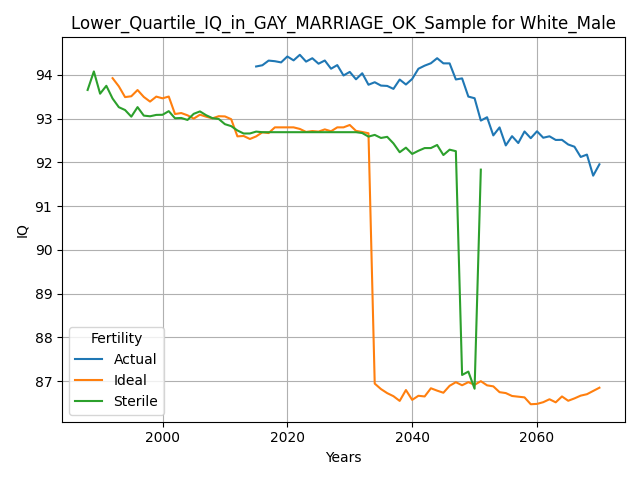 Lower_Quartile_IQ_in_GAY_MARRIAGE_OK_Sample for White_Male
IQ
94
93
92
91
90
89
88
87
Fertility
Actual
Ideal
Sterile
2000 2020 2040 2060
Years